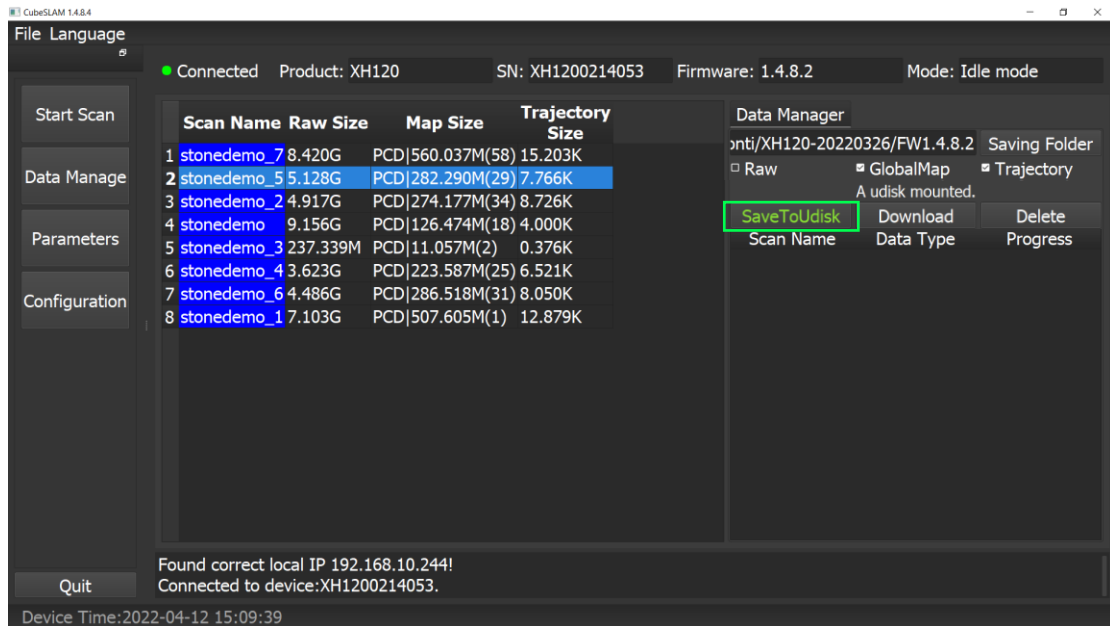 CubeSLAM 1.4.8.4
File Language
Connected Product: XH120 SN: XH1200214053 Firmware: 1.4.8.2 Mode: Idle mode
Start Scan
Data Manage
Parameters
Configuration
Quit
Scan Name Raw Size Map Size Trajectory Size
1 stonedemo_7 8.420G PCD|560.037M(58) 15.203K
2 stonedemo_5 5.128G PCD|282.290M(29) 7.766K
3 stonedemo_2 4.917G PCD|274.177M(34) 8.726K
4 stonedemo 9.156G PCD|126.474M(18) 4.000K
5 stonedemo_3 237.339M PCD|11.057M(2) 0.376K
6 stonedemo_4 3.623G PCD|223.587M(25) 6.521K
7 stonedemo_6 4.486G PCD|286.518M(31) 8.050K
8 stonedemo_1 7.103G PCD|507.605M(1) 12.879K
Data Manager
onti/XH120-20220326/FW1.4.8.2 Saving Folder
Raw GlobalMap Trajectory
A udisk mounted.
SaveToUdisk Download Delete
Scan Name Data Type Progress
Found correct local IP 192.168.10.244!
Connected to device:XH1200214053.
Device Time:2022-04-12 15:09:39